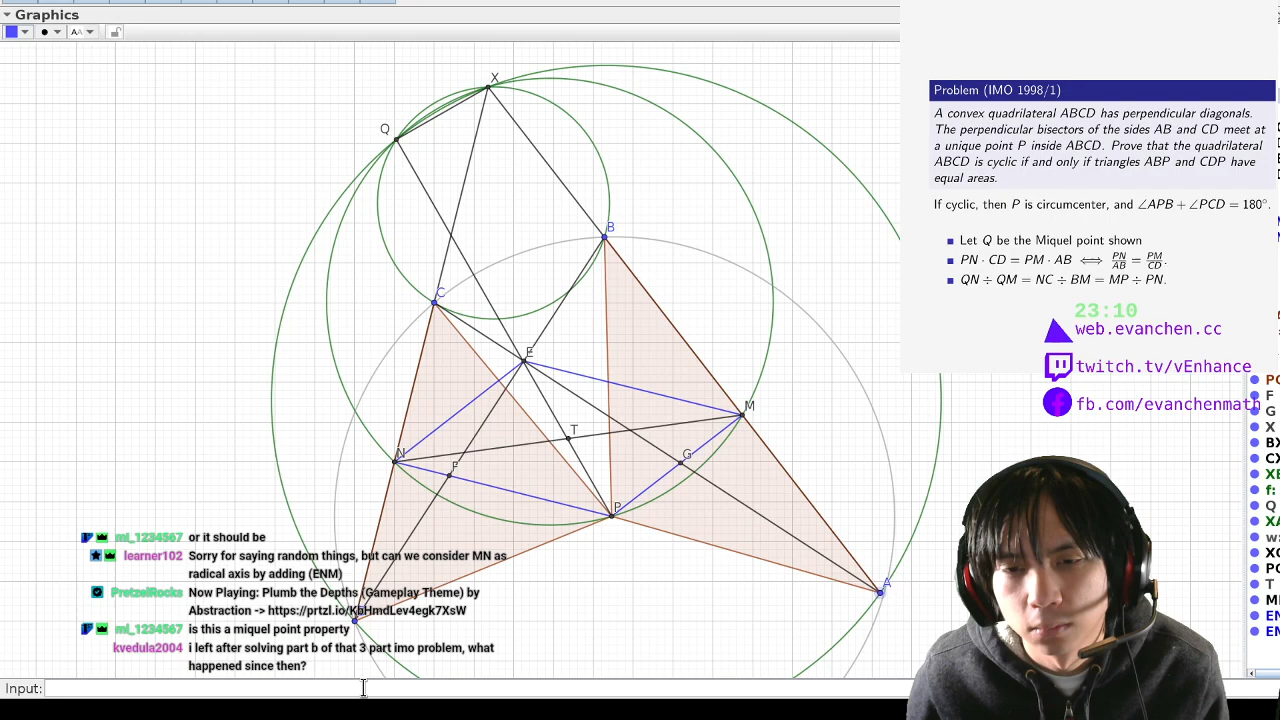 Graphics
AA
Problem (IMO 1998/1)
A convex quadrilateral ABCD has perpendicular diagonals.
The perpendicular bisectors of the sides AB and CD meet at
a unique point P inside ABCD. Prove that the quadrilateral
ABCD is cyclic if and only if triangles ABP and CDP have
equal areas.
If cyclic, then P is circumcenter, and ∠APB + ∠PCD = 180°.
Let Q be the Miquel point shown
PN · CD = PM · AB ⟺ PN/AB = PM/CD.
QN ÷ QM = NC ÷ BM = MP ÷ PN.
23:10
web.evanchen.cc
twitch.tv/vEnhance
fb.com/evanchenmath
X
Q
B
C
E
M
T
G
N
F
P
A
F
G
X
Q
T
ml_1234567 or it should be
learner102 Sorry for saying random things, but can we consider MN as
radical axis by adding (ENM)
PretzelRocks Now Playing: Plumb the Depths (Gameplay Theme) by
ml_1234567 is this a miquel point property
kvedula2004 i left after solving part b of that 3 part imo problem, what
happened since then?
Input: